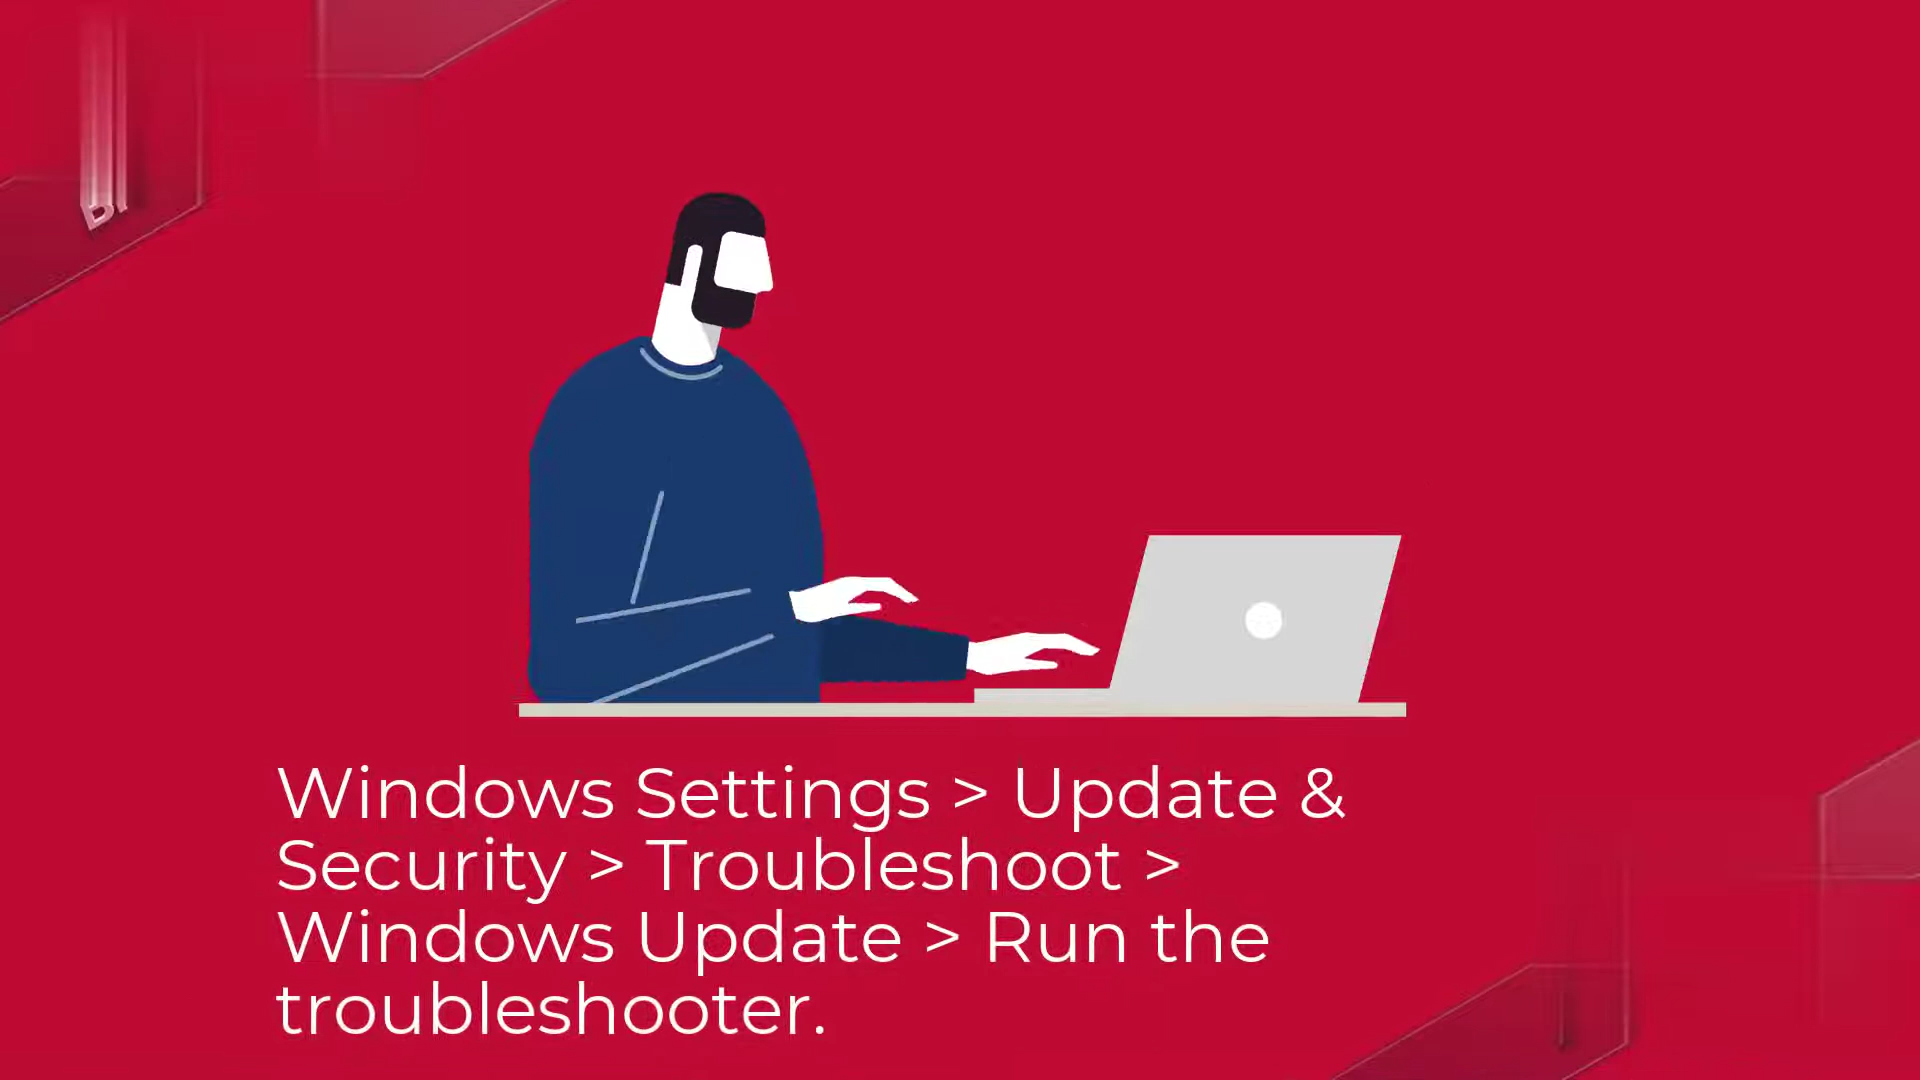 Windows Settings > Update &
Security > Troubleshoot >
Windows Update > Run the
troubleshooter.